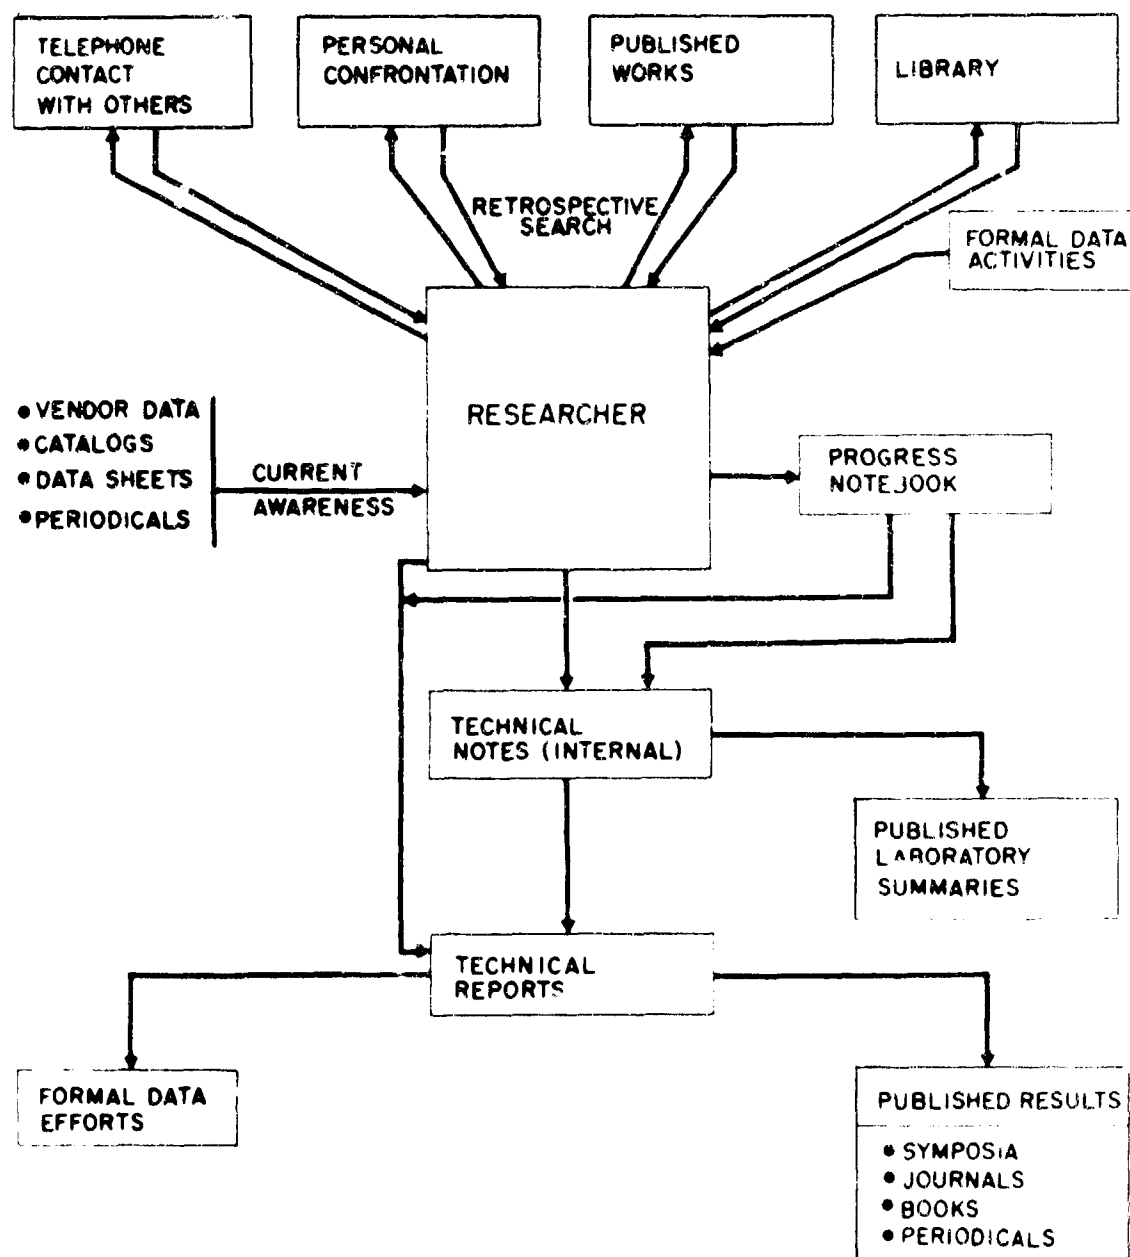 TELEPHONE
CONTACT
WITH OTHERS
PERSONAL
CONFRONTATION
PUBLISHED
WORKS
LIBRARY
RETROSPECTIVE
SEARCH
FORMAL DATA
ACTIVITIES
RESEARCHER
• VENDOR DATA
• CATALOGS
• DATA SHEETS
• PERIODICALS
CURRENT
AWARENESS
PROGRESS
NOTEBOOK
TECHNICAL
NOTES (INTERNAL)
PUBLISHED
LABORATORY
SUMMARIES
TECHNICAL
REPORTS
FORMAL DATA
EFFORTS
PUBLISHED RESULTS
• SYMPOSIA
• JOURNALS
• BOOKS
• PERIODICALS